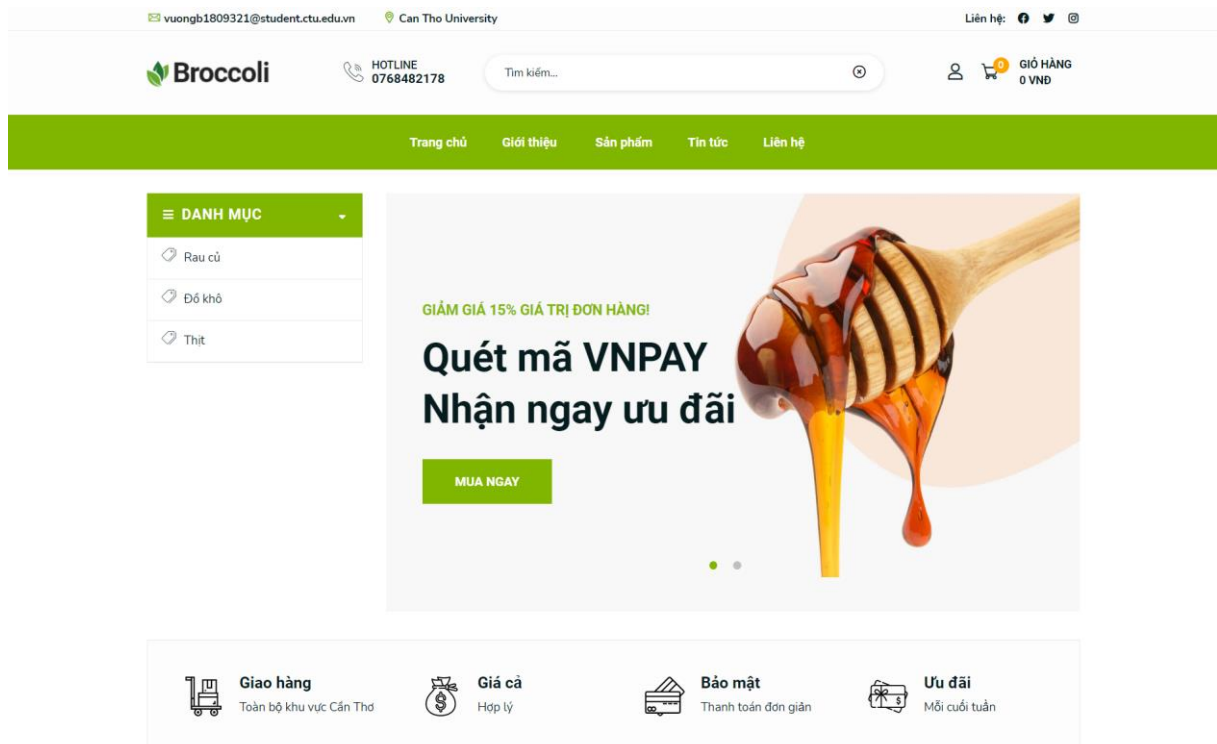 vuongb1809321@student.ctu.edu.vn Can Tho University Liên hệ:
Broccoli
HOTLINE
0768482178
Tìm kiếm...
0
GIỎ HÀNG
0 VNĐ
Trang chủ Giới thiệu Sản phẩm Tin tức Liên hệ
DANH MỤC
Rau củ
Đồ khô
Thịt
GIẢM GIÁ 15% GIÁ TRỊ ĐƠN HÀNG!
Quét mã VNPAY
Nhận ngay ưu đãi
MUA NGAY
Giao hàng
Toàn bộ khu vực Cần Thơ
Giá cả
Hợp lý
Bảo mật
Thanh toán đơn giản
Ưu đãi
Mỗi cuối tuần